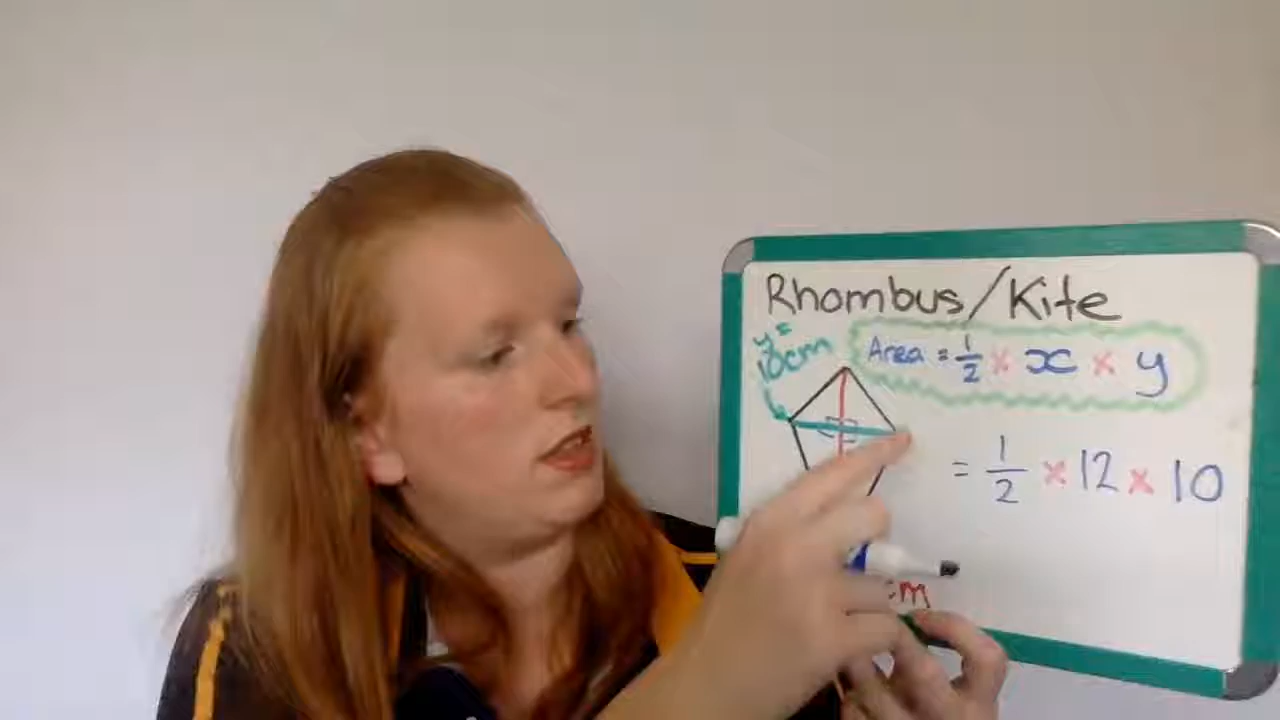 Rhombus/Kite
y=
10cm
Area = 1/2 × x × y
= 1/2 × 12 × 10
cm